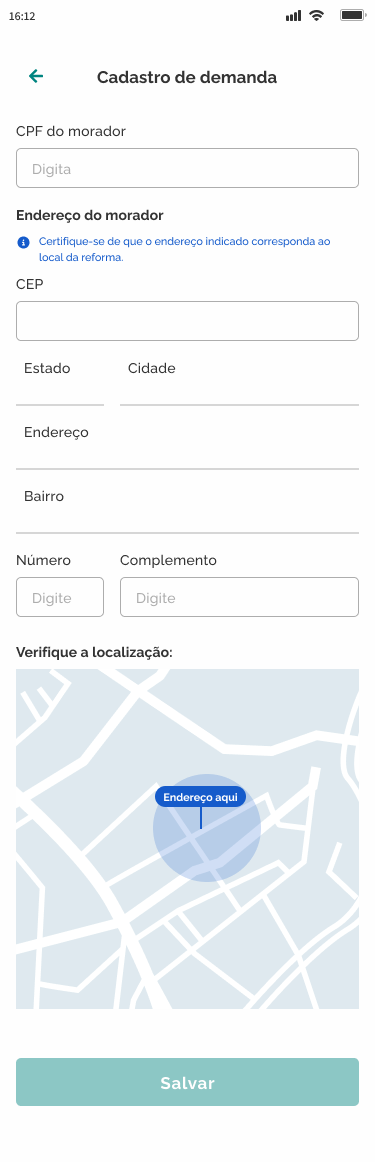 16:12
Cadastro de demanda
CPF do morador
Digita
Endereço do morador
Certifique-se de que o endereço indicado corresponda ao
local da reforma.
CEP
Estado Cidade
Endereço
Bairro
Número Complemento
Digite Digite
Verifique a localização:
Endereço aqui
Salvar